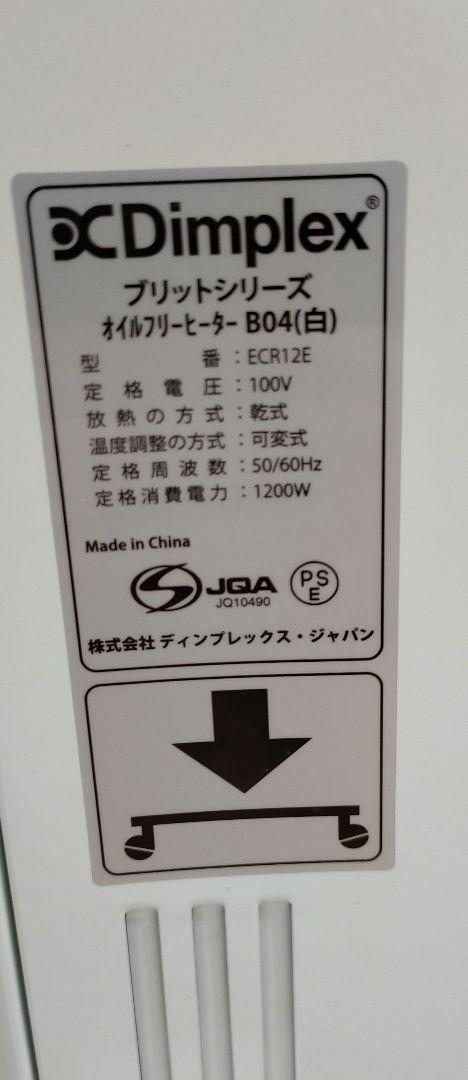 Dimplex®
ブリットシリーズ
オイルフリーヒーター B04(白)
型 番：ECR12E
定 格 電 圧：100V
放 熱 の 方 式：乾式
温度調整の方式：可変式
定 格 周 波 数：50/60Hz
定格消費電力：1200W
Made in China
JQA
JQ10490
PS
E
株式会社 ディンプレックス・ジャパン